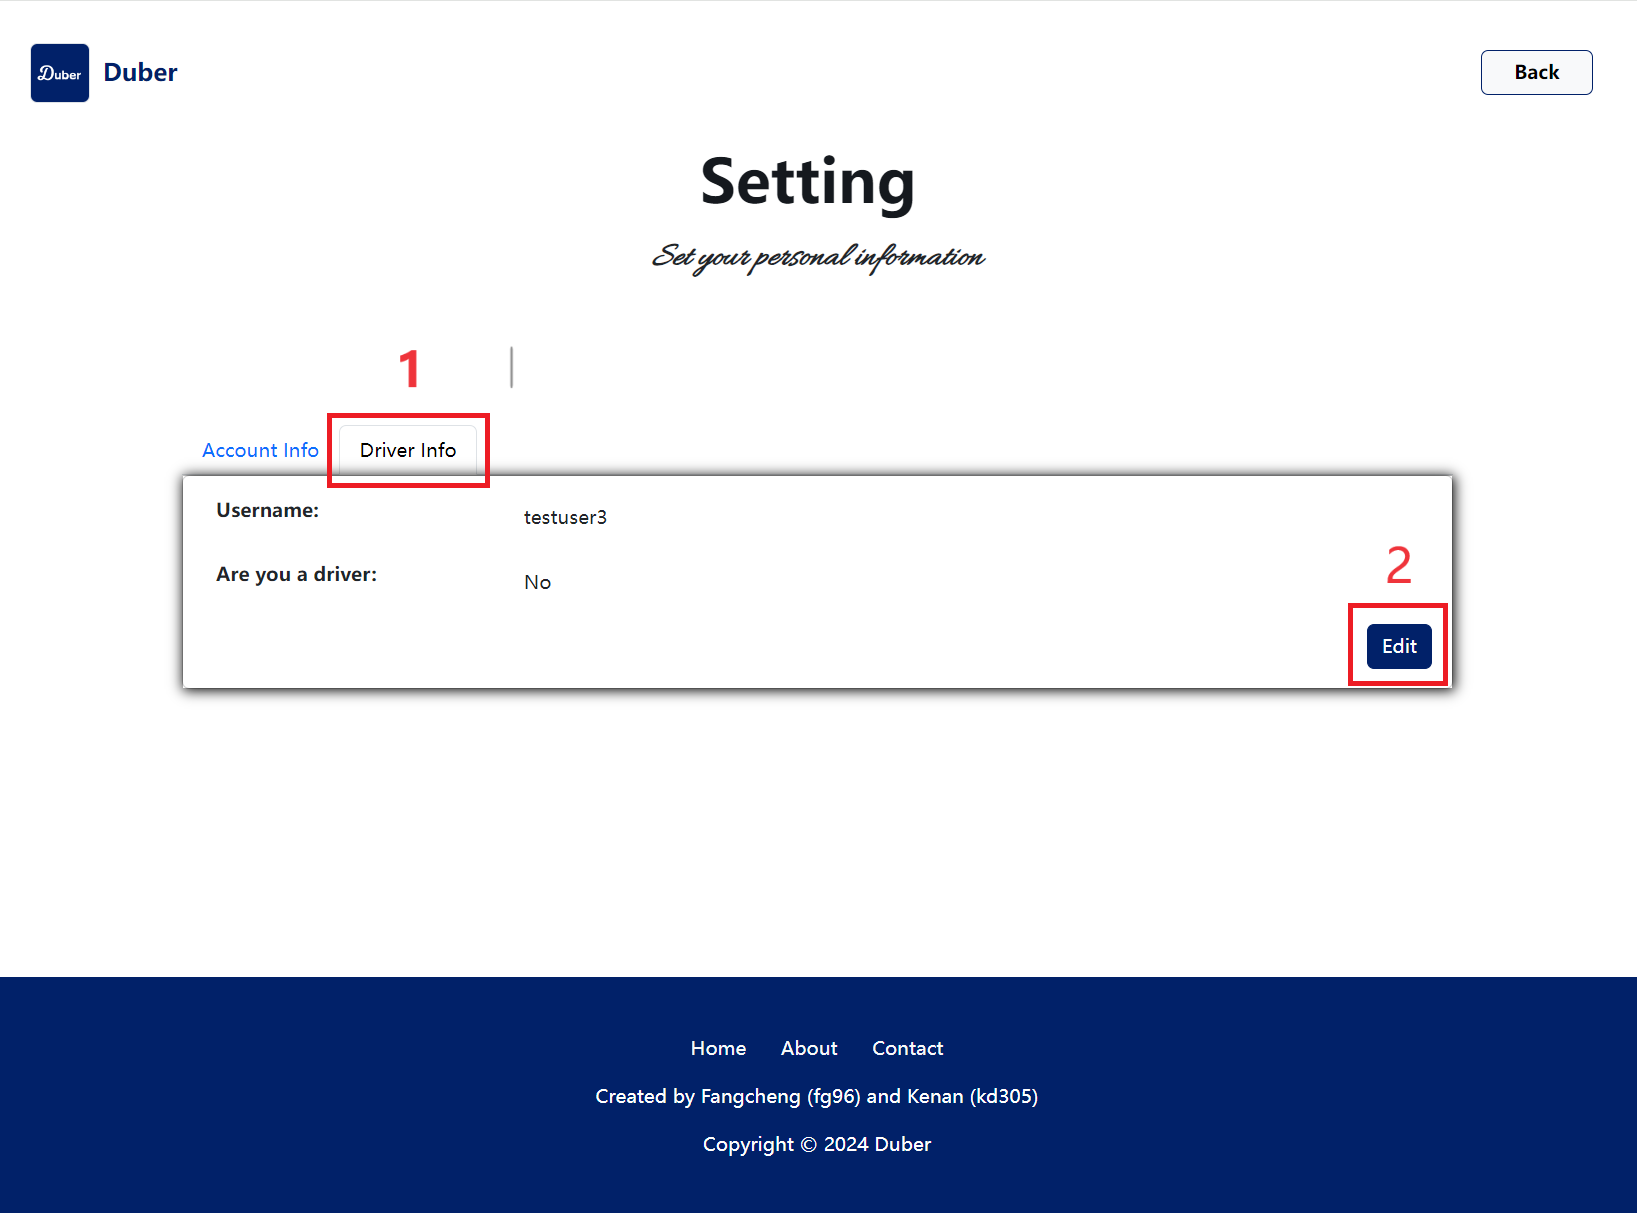 Duber
Duber
Back
Setting
Set your personal information
1
Account Info
Driver Info
Username:
testuser3
Are you a driver:
No
2
Edit
Home
About
Contact
Created by Fangcheng (fg96) and Kenan (kd305)
Copyright © 2024 Duber